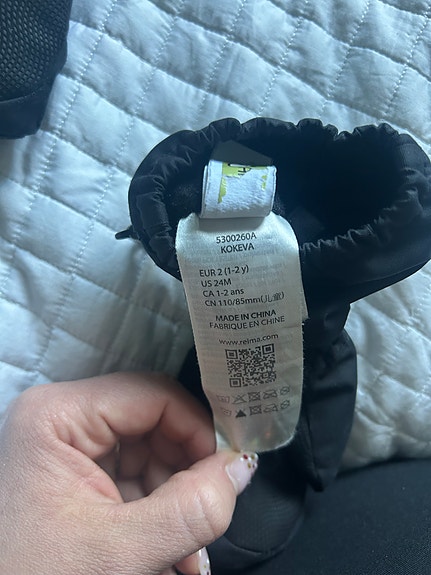 5300260A
KOKEVA
EUR 2 (1-2 y)
US 24M
CA 1-2 ans
CN 110/85mm(儿童)
MADE IN CHINA
FABRIQUE EN CHINE
www.reima.com